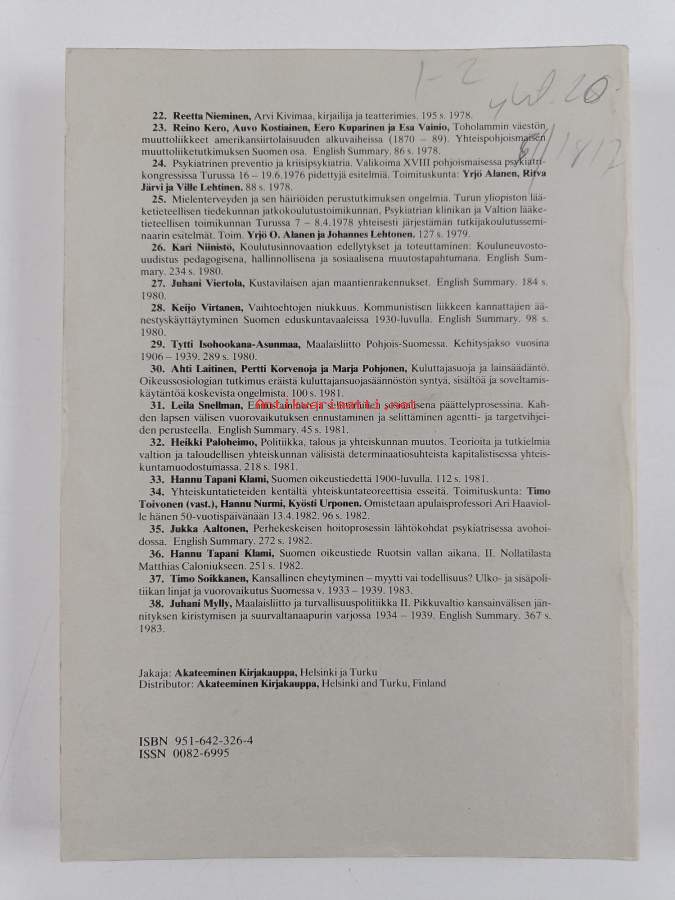 1-2
20
22. Reetta Nieminen, Arvi Kivimaa, kirjailija ja teatterimies. 195 s. 1978.
23. Reino Kero, Auvo Kostiainen, Eero Kuparinen ja Esa Vainio, Toholammin väestön
muuttoliikkeet amerikansiirtolaisuuden alkuvaiheissa (1870 – 89). Yhteispohjoismaisen
muuttoliiketutkimuksen Suomen osa. English Summary. 86 s. 1978.
24. Psykiatrinen preventio ja kriisipsykiatria. Valikoima XVIII pohjoismaisessa psykiatri-
kongressissa Turussa 16 – 19.6.1976 pidettyjä esitelmiä. Toimituskunta: Yrjö Alanen, Ritva
Järvi ja Ville Lehtinen. 88 s. 1978.
25. Mielenterveyden ja sen häiriöiden perustutkimuksen ongelmia. Turun yliopiston lää-
ketieteellisen tiedekunnan jatkokoulutustoimikunnan, Psykiatrian klinikan ja Valtion lääke-
tieteellisen toimikunnan Turussa 7 – 8.4.1978 yhteisesti järjestämän tutkijakoulutussemi-
naarin esitelmät. Toim. Yrjö O. Alanen ja Johannes Lehtonen. 127 s. 1979.
26. Kari Niinistö, Koulutusinnovaation edellytykset ja toteuttaminen: Kouluneuvosto-
uudistus pedagogisena, hallinnollisena ja sosiaalisena muutostapahtumana. English Sum-
mary. 234 s. 1980.
27. Juhani Viertola, Kustavilaisen ajan maantienrakennukset. English Summary. 184 s.
1980.
28. Keijo Virtanen, Vaihtoehtojen niukkuus. Kommunistisen liikkeen kannattajien ää-
nestyskäyttäytyminen Suomen eduskuntavaaleissa 1930-luvulla. English Summary. 98 s.
1980.
29. Tytti Isohookana-Asunmaa, Maalaisliitto Pohjois-Suomessa. Kehitysjakso vuosina
1906 – 1939. 289 s. 1980.
30. Ahti Laitinen, Pertti Korvenoja ja Marja Pohjonen, Kuluttajasuoja ja lainsäädäntö.
Oikeussosiologian tutkimus eräistä kuluttajansuojasäännöstön syntyä, sisältöä ja soveltamis-
käytäntöä koskevista ongelmista. 100 s. 1981.
31. Leila Snellman, Ennustaminen ja selittäminen sosiaalisena päättelyprosessina. Kah-
den lapsen välisen vuorovaikutuksen ennustaminen ja selittäminen agentti- ja targetvihjei-
den perusteella. English Summary. 45 s. 1981.
32. Heikki Paloheimo, Politiikka, talous ja yhteiskunnan muutos. Teorioita ja tutkielmia
valtion ja taloudellisen yhteiskunnan välisistä determinaatiosuhteista kapitalistisessa yhteis-
kuntamuodostumassa. 218 s. 1981.
33. Hannu Tapani Klami, Suomen oikeustiedettä 1900-luvulla. 112 s. 1981.
34. Yhteiskuntatieteiden kentältä yhteiskuntateoreettisia esseitä. Toimituskunta: Timo
Toivonen (vast.), Hannu Nurmi, Kyösti Urponen. Omistetaan apulaisprofessori Ari Haaviol-
le hänen 50-vuotispäivänään 13.4.1982. 96 s. 1982.
35. Jukka Aaltonen, Perhekeskeisen hoitoprosessin lähtökohdat psykiatrisessa avohoi-
dossa. English Summary. 272 s. 1982.
36. Hannu Tapani Klami, Suomen oikeustiede Ruotsin vallan aikana, II. Nollatilasta
Matthias Caloniukseen. 251 s. 1982.
37. Timo Soikkanen, Kansallinen eheytyminen – myytti vai todellisuus? Ulko- ja sisäpoli-
tiikan linjat ja vuorovaikutus Suomessa v. 1933 – 1939. 1983.
38. Juhani Mylly, Maalaisliitto ja turvallisuuspolitiikka II. Pikkuvaltio kansainvälisen jän-
nityksen kiristymisen ja suurvaltanaapurin varjossa 1934 – 1939. English Summary. 367 s.
1983.
Jakaja: Akateeminen Kirjakauppa, Helsinki ja Turku
Distributor: Akateeminen Kirjakauppa, Helsinki and Turku, Finland
ISBN 951-642-326-4
ISSN 0082-6995